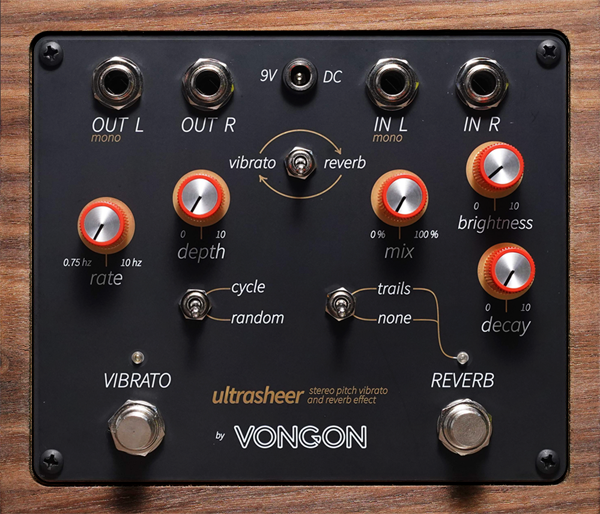 9V DC
OUT L
mono
OUT R
IN L
mono
IN R
vibrato
reverb
0 10
brightness
0 10
depth
0 % 100 %
mix
0.75 hz 10 hz
rate
0 10
decay
cycle
random
trails
none
VIBRATO
REVERB
ultrasheer
stereo pitch vibrato
and reverb effect
by VONGON